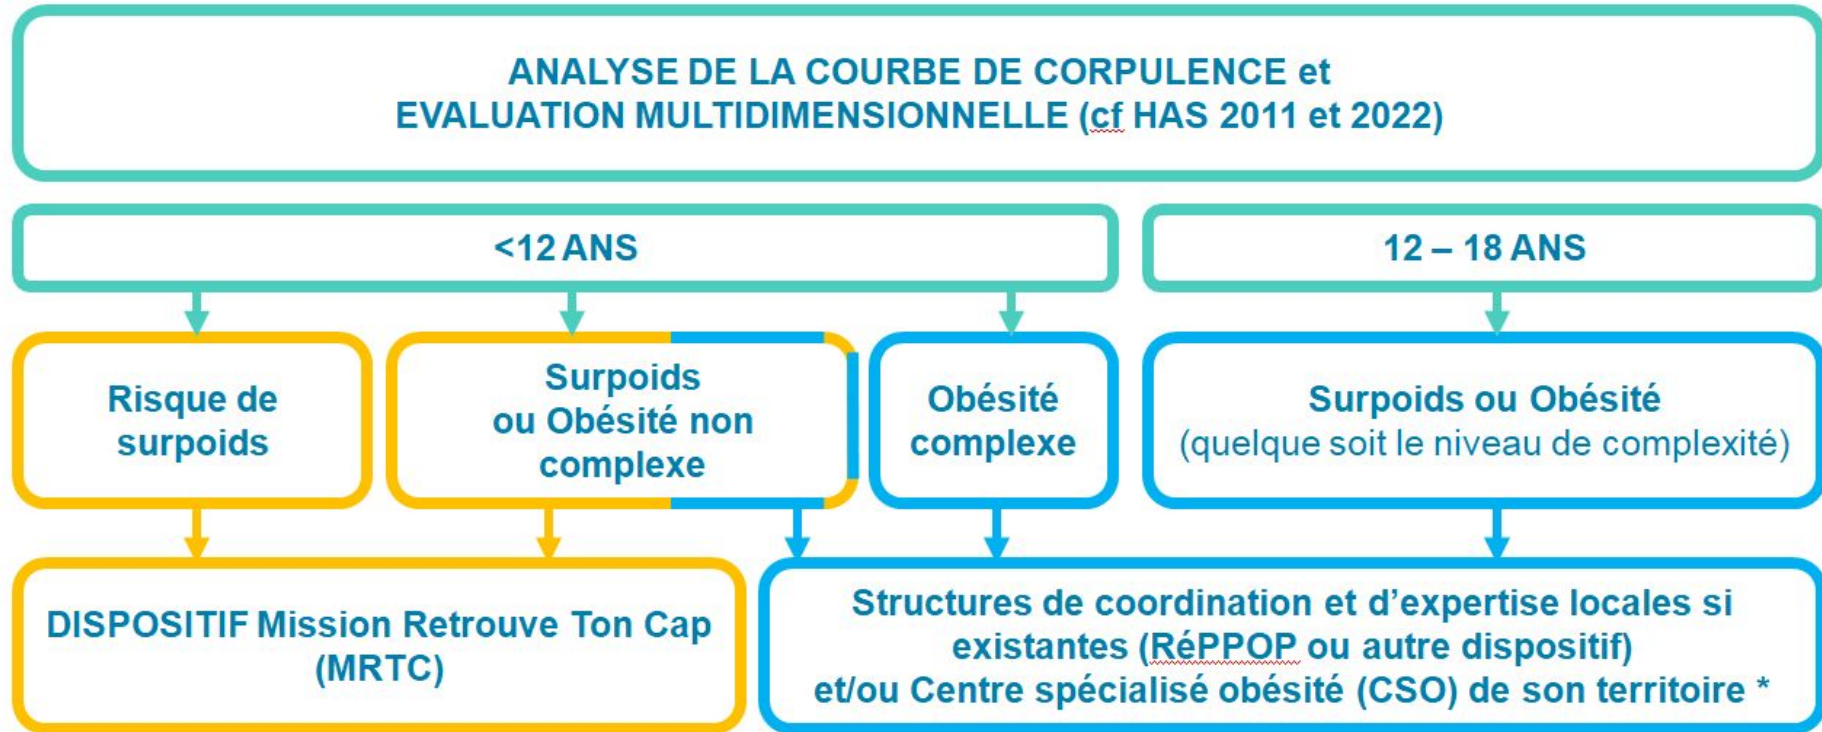 ANALYSE DE LA COURBE DE CORPULENCE et
EVALUATION MULTIDIMENSIONNELLE (cf HAS 2011 et 2022)
<12 ANS
12 – 18 ANS
Risque de
surpoids
Surpoids
ou Obésité non
complexe
Obésité
complexe
Surpoids ou Obésité
(quelque soit le niveau de complexité)
DISPOSITIF Mission Retrouve Ton Cap
(MRTC)
Structures de coordination et d’expertise locales si
existantes (RéPPOP ou autre dispositif)
et/ou Centre spécialisé obésité (CSO) de son territoire *